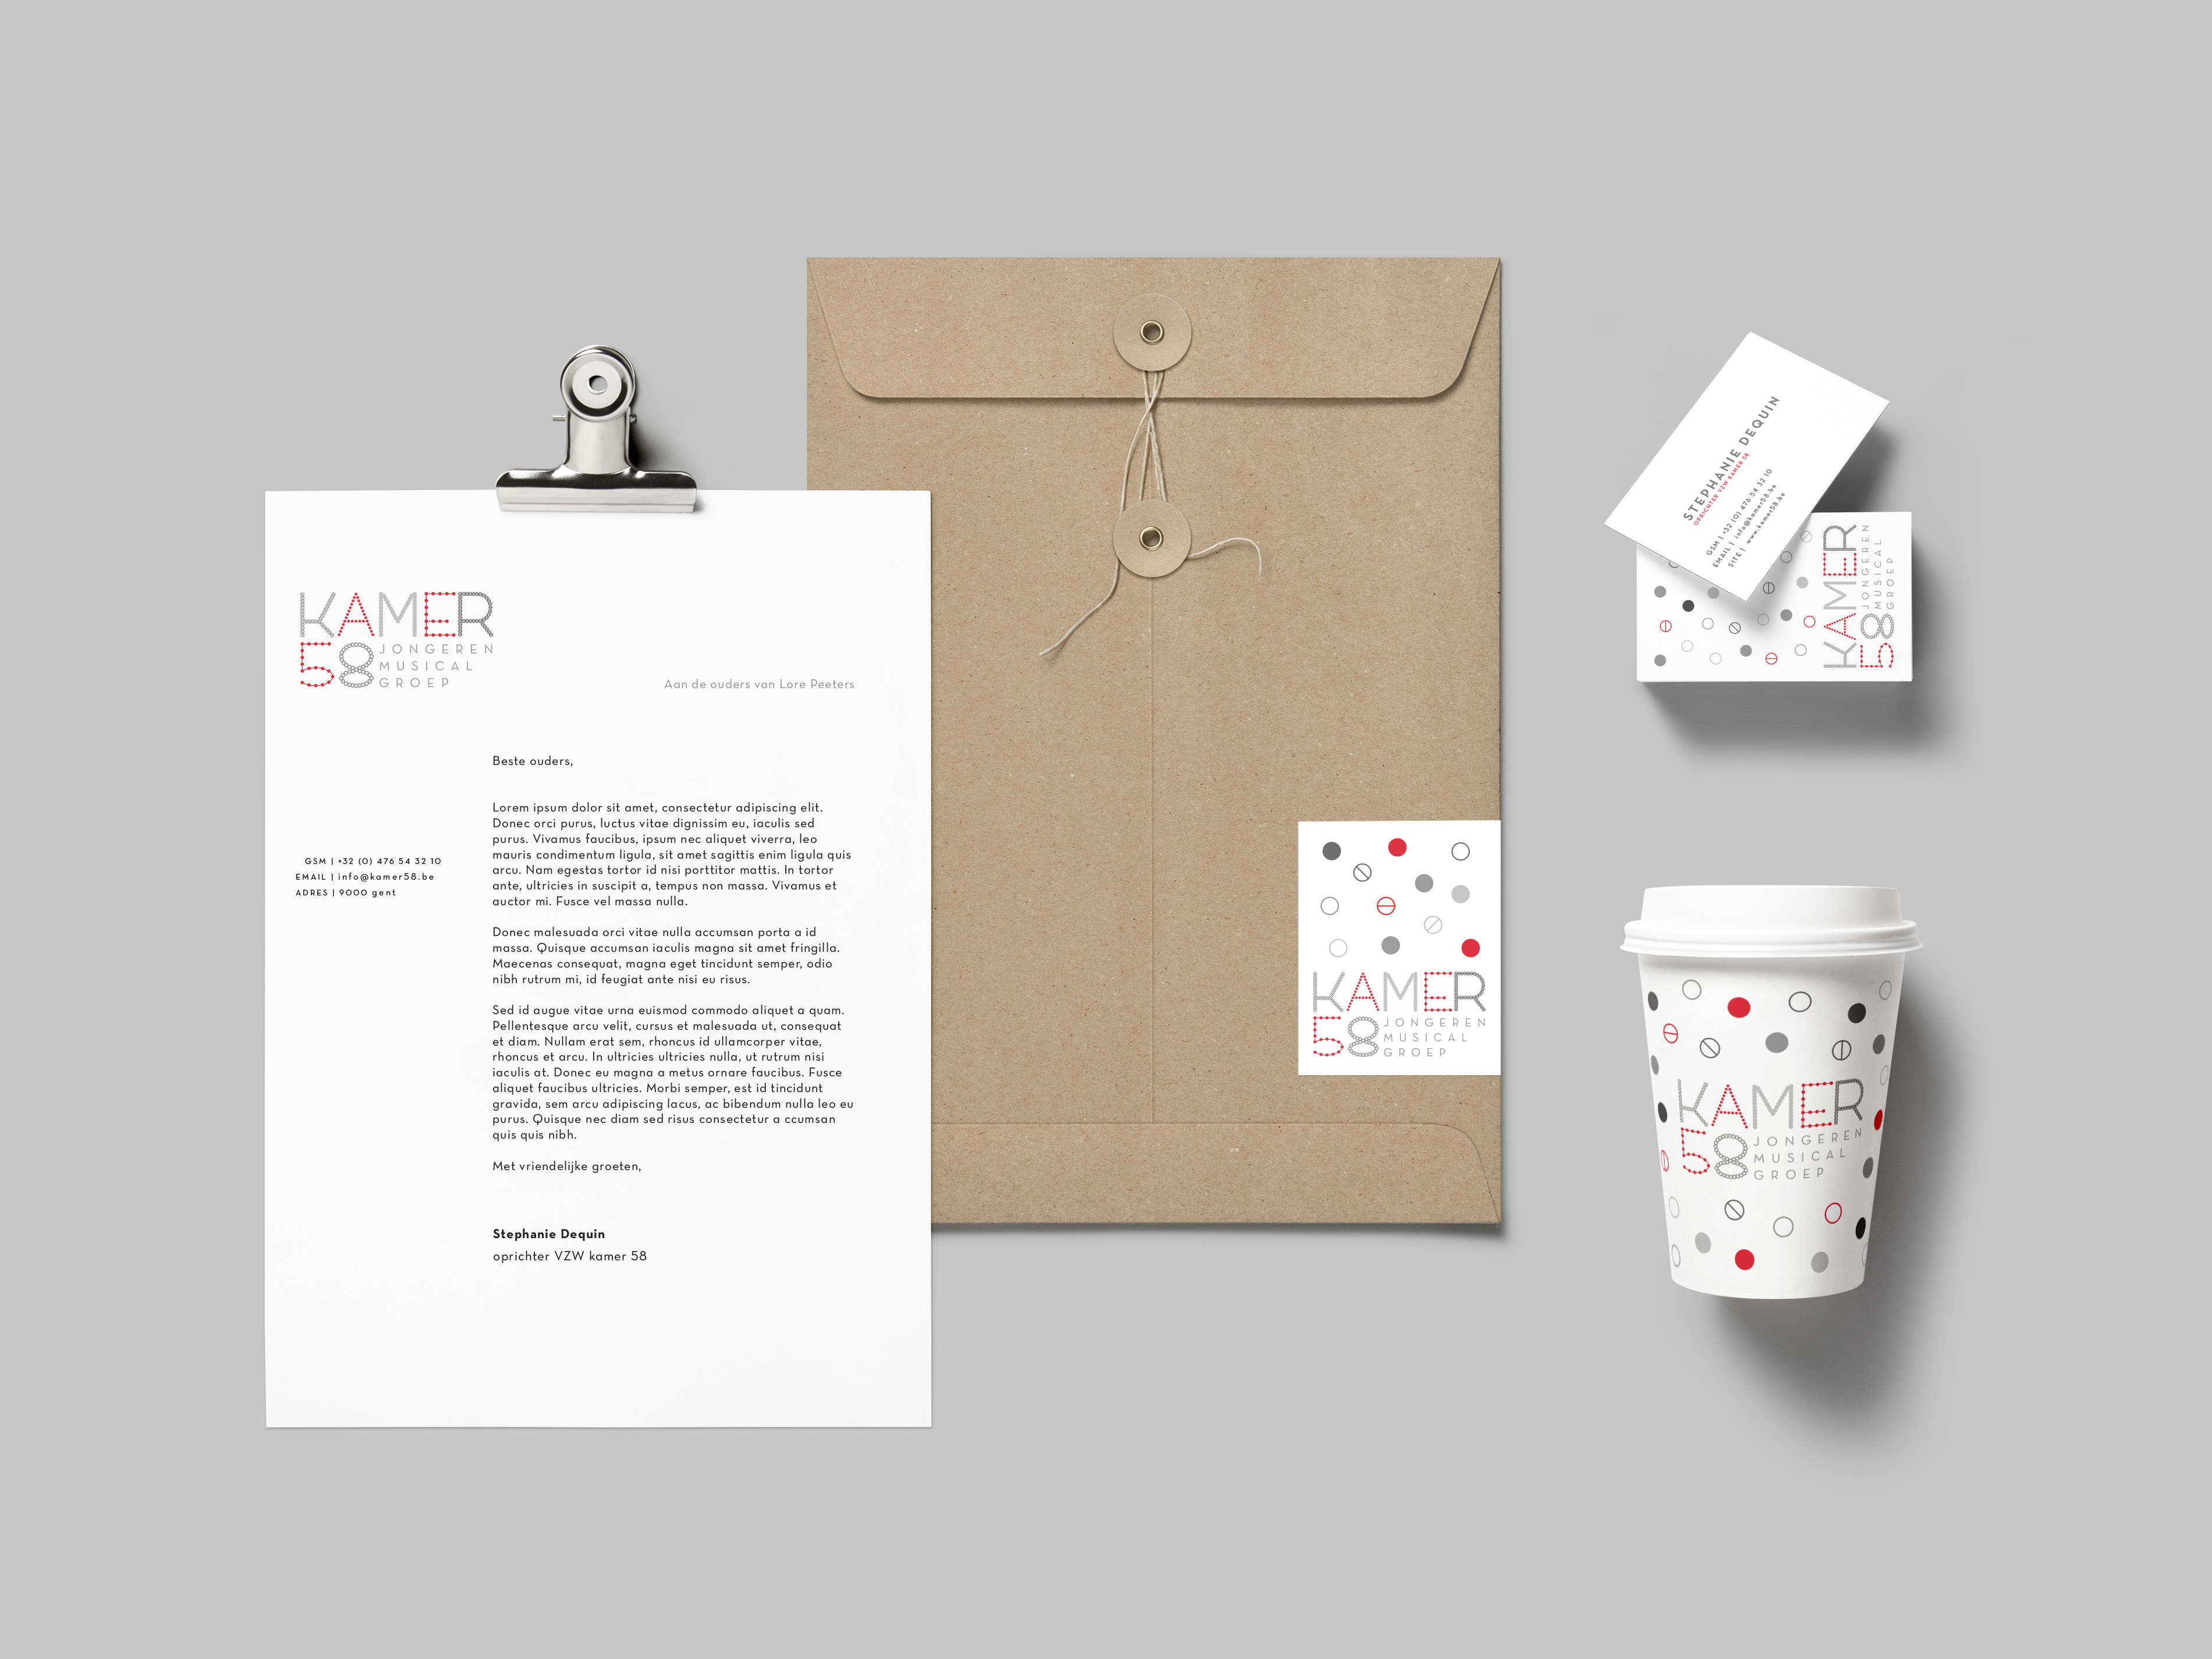 KAMER
58 JONGEREN
MUSICAL
GROEP
Aan de ouders van Lore Peeters
Beste ouders,
Lorem ipsum dolor sit amet, consectetur adipiscing elit.
Donec orci purus, luctus vitae dignissim eu, iaculis sed
purus. Vivamus faucibus, ipsum nec aliquet viverra, leo
mauris condimentum ligula, sit amet sagittis enim ligula quis
arcu. Nam egestas tortor id nisi porttitor mattis. In tortor
ante, ultricies in suscipit a, tempus non massa. Vivamus et
auctor mi. Fusce vel massa nulla.
GSM | +32 (0) 476 54 32 10
EMAIL | info@kamer58.be
ADRES | 9000 gent
Donec malesuada orci vitae nulla accumsan porta a id
massa. Quisque accumsan iaculis magna sit amet fringilla.
Maecenas consequat, magna eget tincidunt semper, odio
nibh rutrum mi, id feugiat ante nisi eu risus.
Sed id augue vitae urna euismod commodo aliquet a quam.
Pellentesque arcu velit, cursus et malesuada ut, consequat
et diam. Nullam erat sem, rhoncus id ullamcorper vitae,
rhoncus et arcu. In ultricies ultricies nulla, ut rutrum nisi
iaculis at. Donec eu magna a metus ornare faucibus. Fusce
aliquet faucibus ultricies. Morbi semper, est id tincidunt
gravida, sem arcu adipiscing lacus, ac bibendum nulla leo eu
purus. Quisque nec diam sed risus consectetur a ccumsan
quis quis nibh.
Met vriendelijke groeten,
Stephanie Dequin
oprichter VZW kamer 58
KAMER
58 JONGEREN
MUSICAL
GROEP
STEPHANIE DEQUIN
OPRICHTER VZW KAMER 58
GSM | +32 (0) 476 54 32 10
EMAIL | info@kamer58.be
SITE | www.kamer58.be
KAMER
58 JONGEREN
MUSICAL
GROEP
KAMER
58 JONGEREN
MUSICAL
GROEP